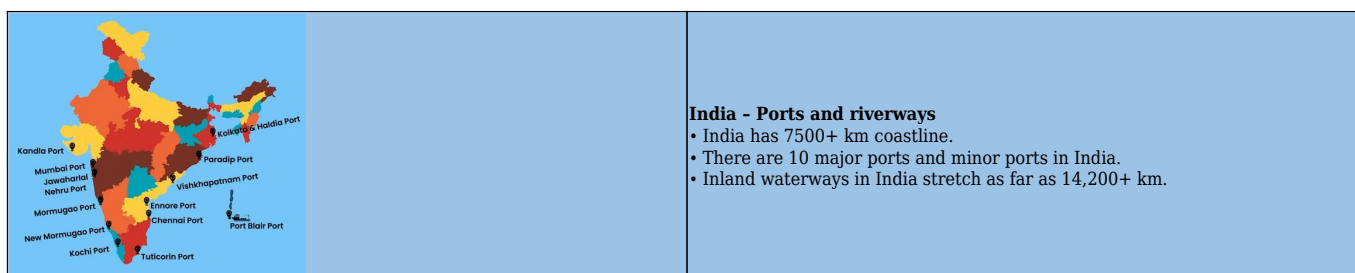 Kolkata & Haldia Port
Kandla Port
Paradip Port
Mumbai Port
Jawaharlal
Nehru Port
Vishkhapatnam Port
Mormugao Port
Ennore Port
Chennai Port
Port Blair Port
New Mormugao Port
Kochi Port
Tuticorin Port
India – Ports and riverways
• India has 7500+ km coastline.
• There are 10 major ports and minor ports in India.
• Inland waterways in India stretch as far as 14,200+ km.